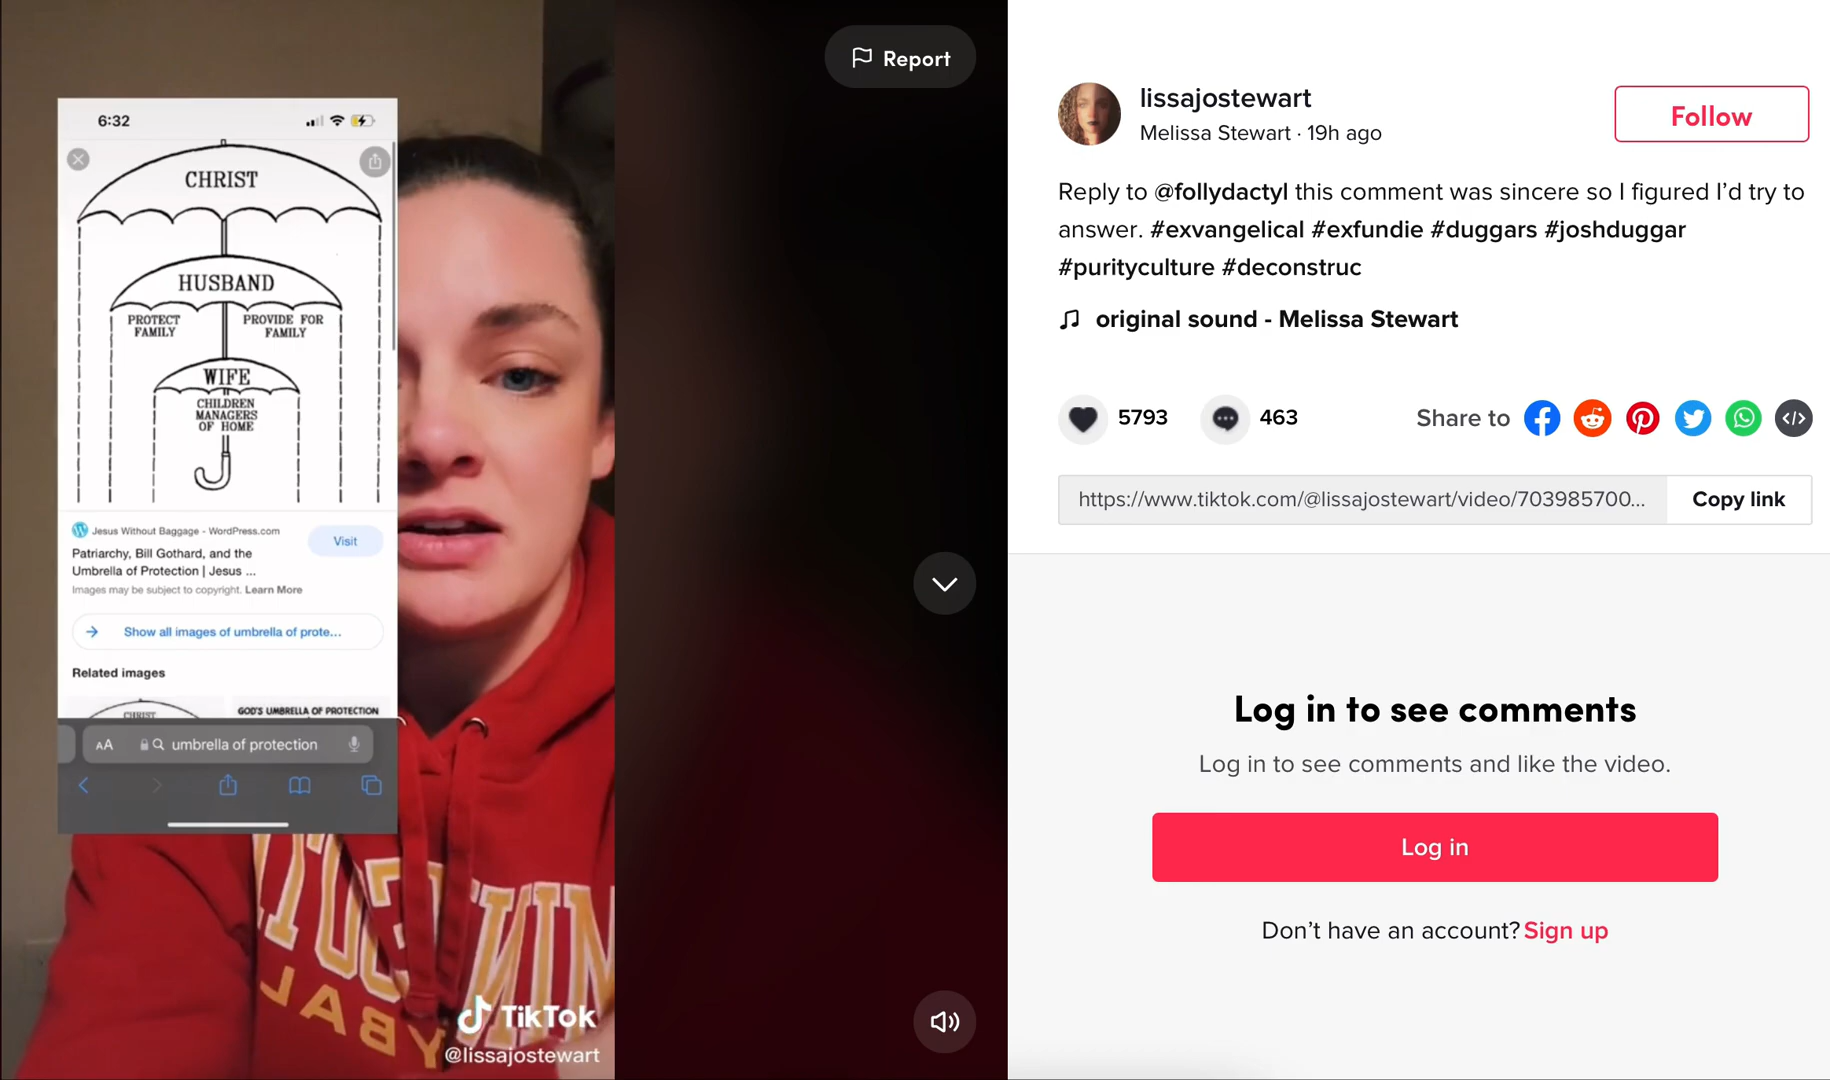 Report
6:32
CHRIST
HUSBAND
PROTECT
FAMILY
PROVIDE FOR
FAMILY
WIFE
CHILDREN
MANAGERS
OF HOME
Jesus Without Baggage - WordPress.com
Visit
Patriarchy, Bill Gothard, and the
Umbrella of Protection | Jesus ...
Images may be subject to copyright. Learn More
Show all images of umbrella of prote...
Related images
CHRIST
GOD'S UMBRELLA OF PROTECTION
AA
umbrella of protection
MINNESOTA
TikTok
@lissajostewart
lissajostewart
Melissa Stewart · 19h ago
Follow
Reply to @follydactyl this comment was sincere so I figured I’d try to
answer. #exvangelical #exfundie #duggars #joshduggar
#purityculture #deconstruc
original sound - Melissa Stewart
5793
463
Share to
https://www.tiktok.com/@lissajostewart/video/703985700...
Copy link
Log in to see comments
Log in to see comments and like the video.
Log in
Don’t have an account? Sign up